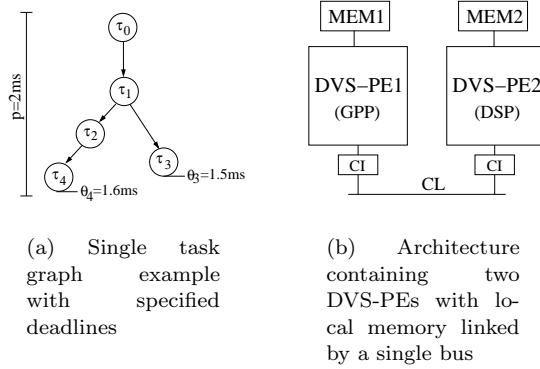 τ0
p=2ms
τ1
τ2
τ4
τ3
θ4=1.6ms
θ3=1.5ms
MEM1
MEM2
DVS–PE1
(GPP)
DVS–PE2
(DSP)
CI
CI
CL
(a) Single task
graph example
with specified
deadlines
(b) Architecture
containing two
DVS-PEs with lo-
cal memory linked
by a single bus